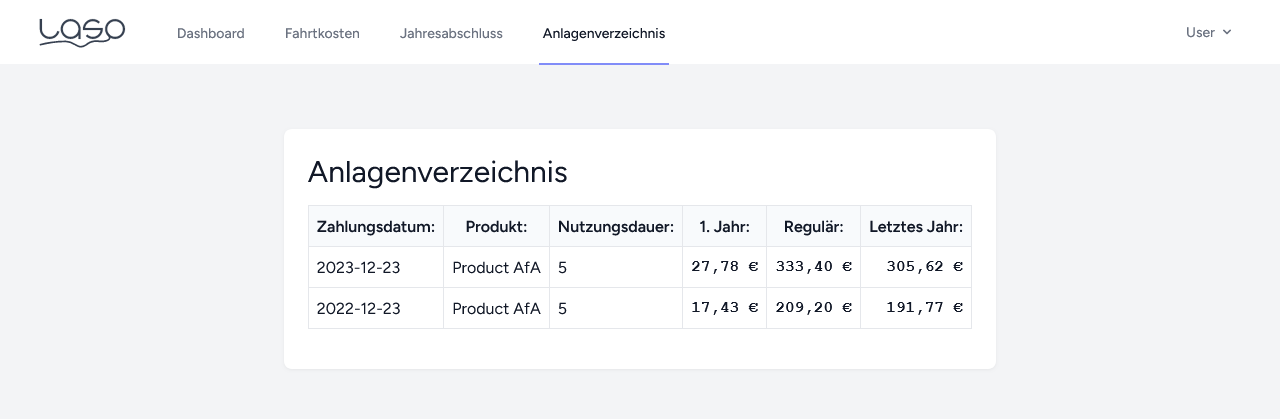 Laso Dashboard Fahrtkosten Jahresabschluss Anlagenverzeichnis User
Anlagenverzeichnis
Zahlungsdatum: Produkt: Nutzungsdauer: 1. Jahr: Regulär: Letztes Jahr:
2023-12-23 Product AfA 5 27,78 € 333,40 € 305,62 €
2022-12-23 Product AfA 5 17,43 € 209,20 € 191,77 €